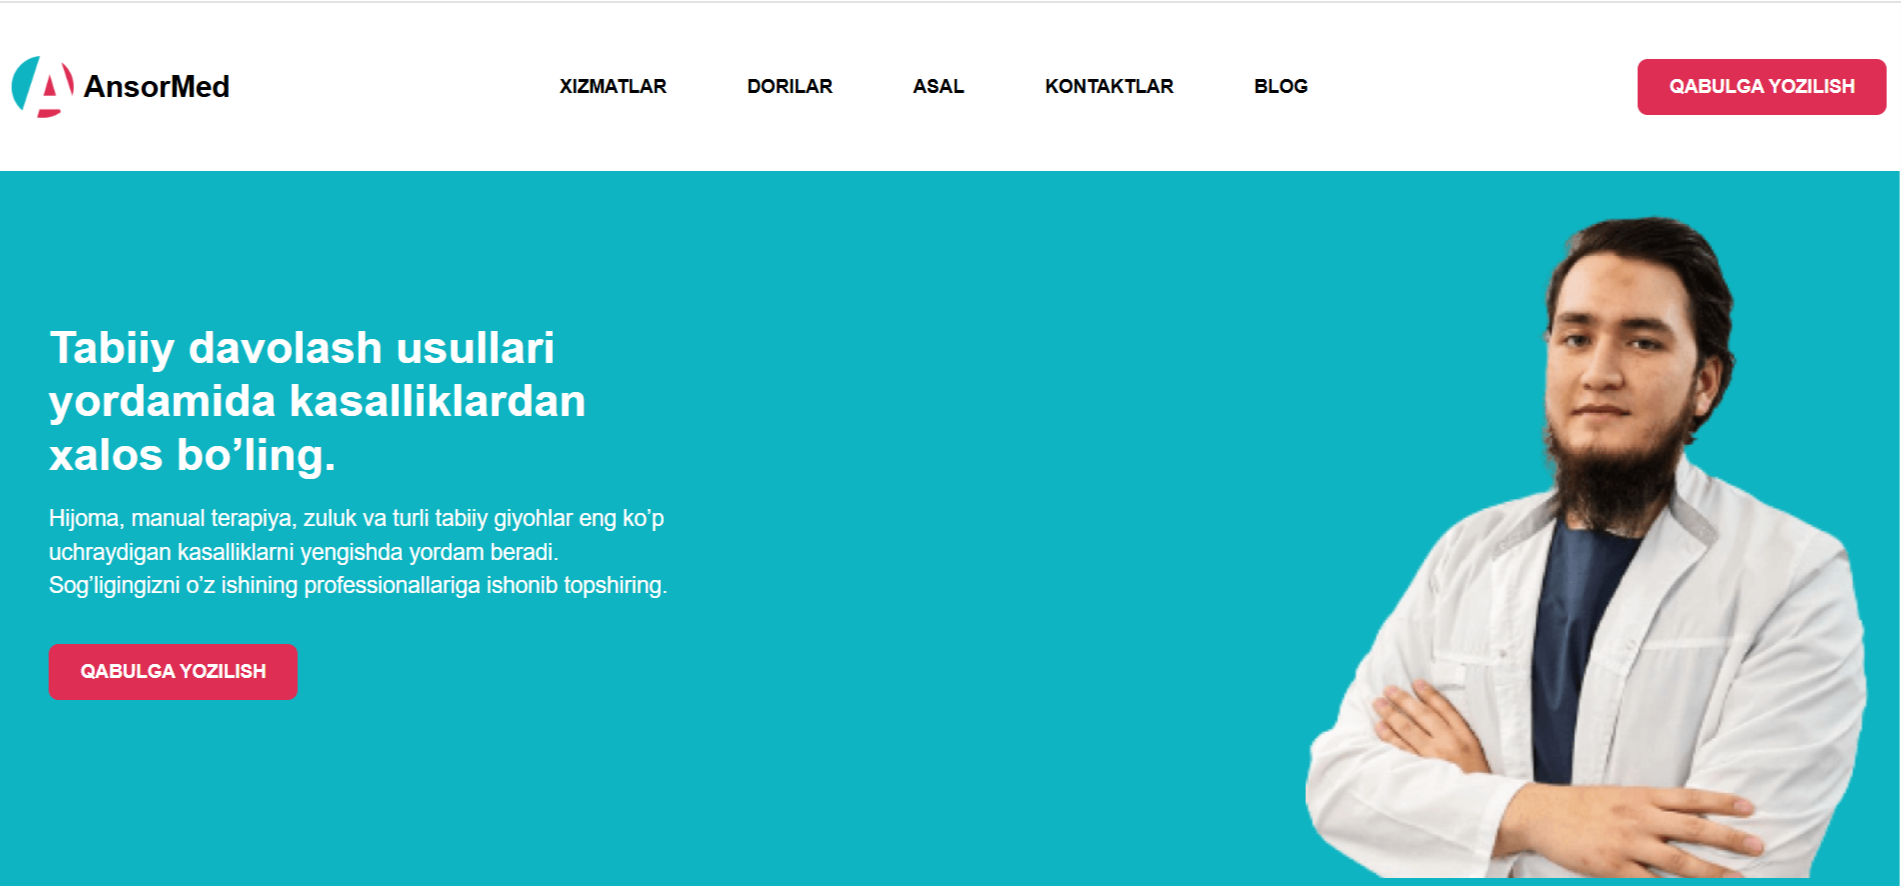 AnsorMed
XIZMATLAR
DORILAR
ASAL
KONTAKTLAR
BLOG
QABULGA YOZILISH
Tabiiy davolash usullari
yordamida kasalliklardan
xalos bo’ling.
Hijoma, manual terapiya, zuluk va turli tabiiy giyohlar eng ko’p
uchraydigan kasalliklarni yengishda yordam beradi.
Sog’ligingizni o’z ishining professionallariga ishonib topshiring.
QABULGA YOZILISH